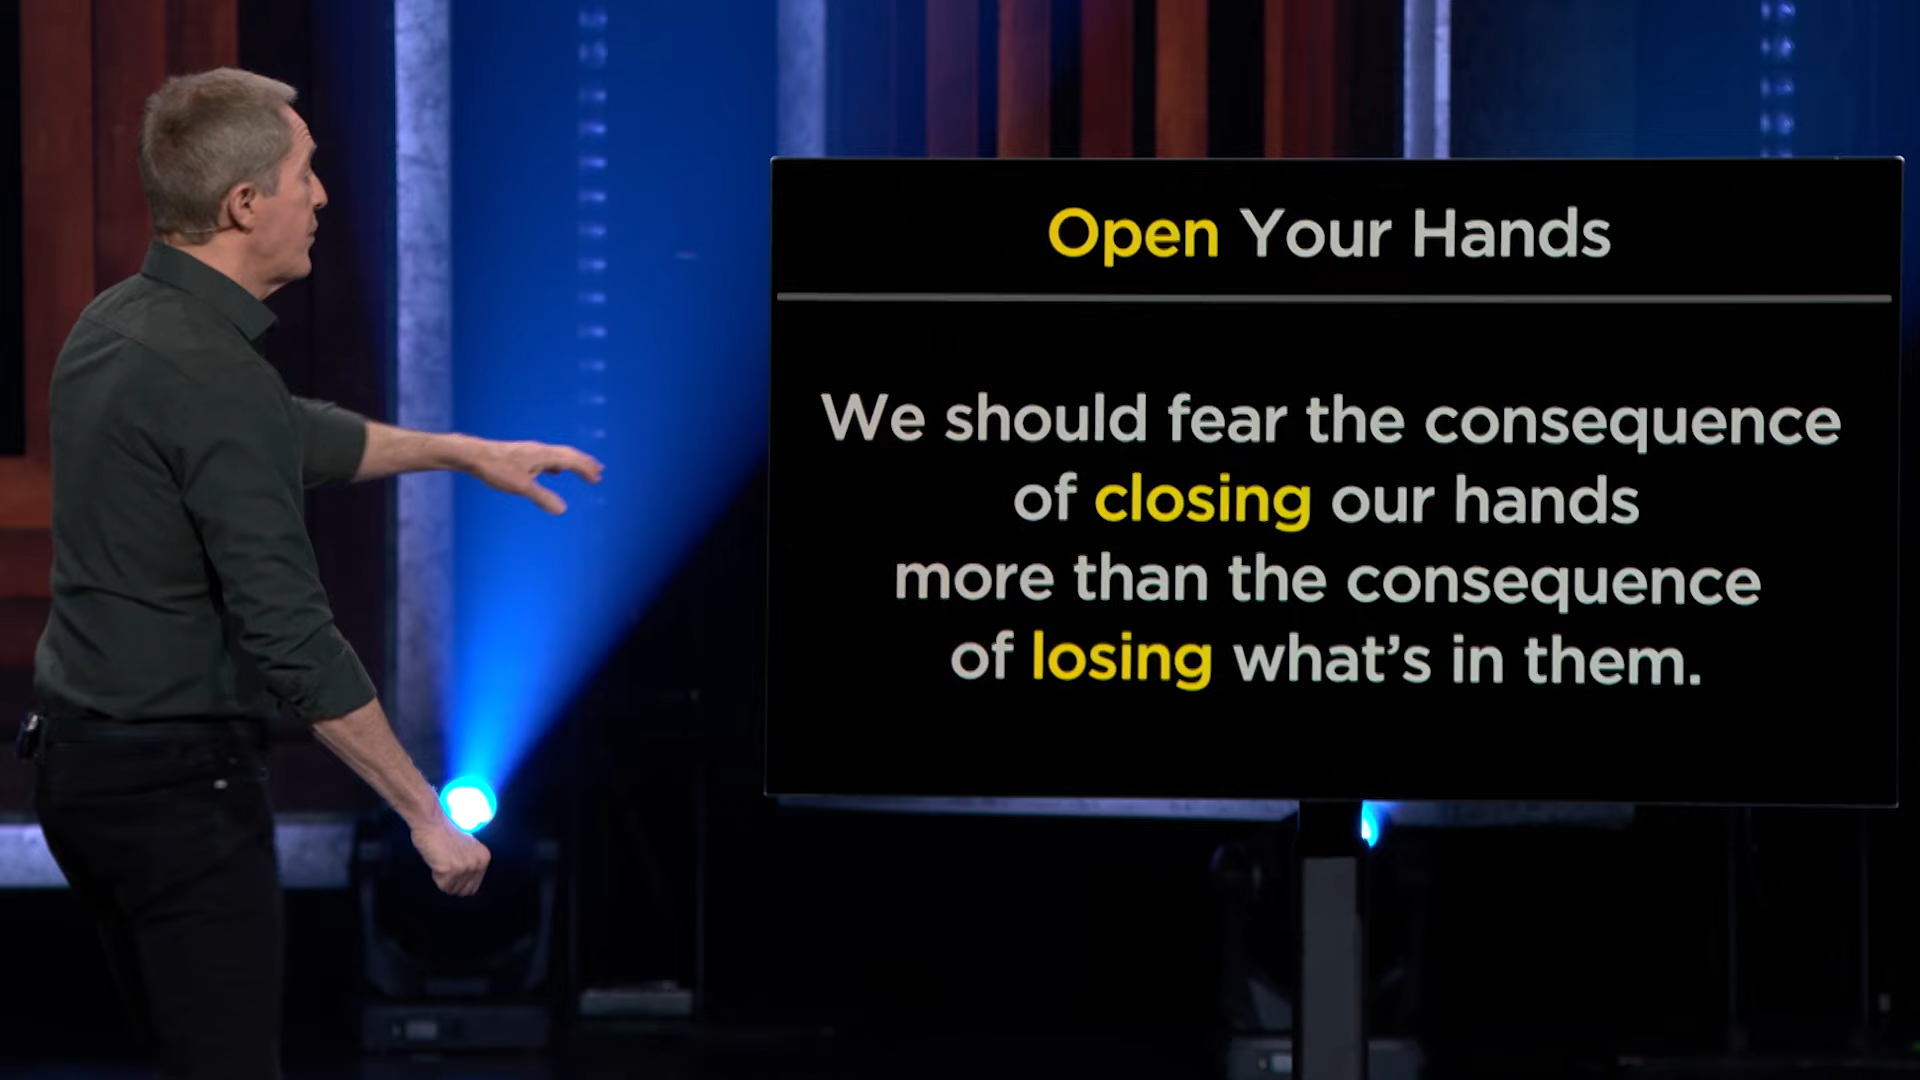 Open Your Hands
We should fear the consequence
of closing our hands
more than the consequence
of losing what's in them.